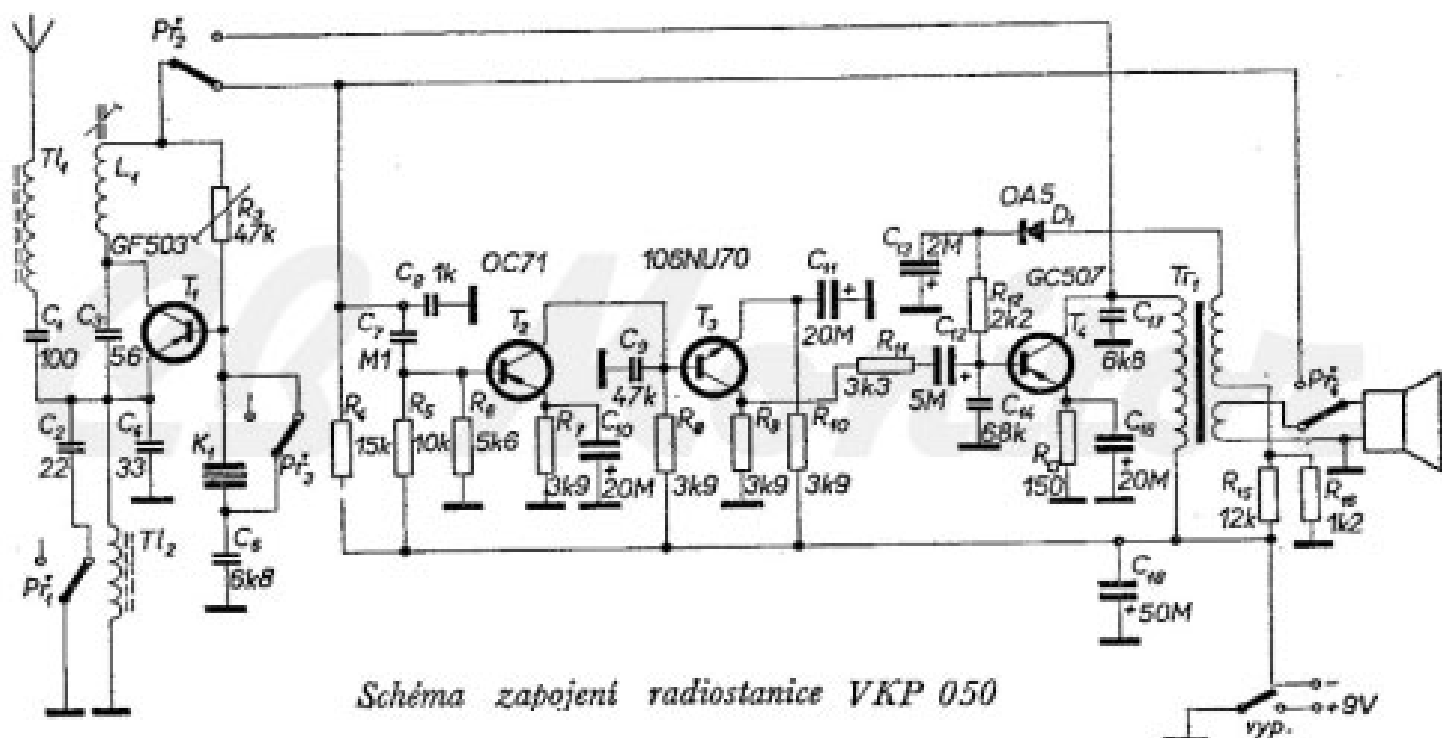 Př₂
Tl₁
L₁
R₃
47k
GF503
T₁
C₁
100
C₃
56
C₂
22
C₄
33
K₁
Př₃
Př₁
Tl₂
C₆
6k8
C₈ 1k
C₇
M1
OC71
T₂
R₄
15k
R₅
10k
R₆
5k6
R₇
3k9
C₁₀
+
20M
C₉
47k
106NU70
T₃
R₈
3k9
R₉
3k9
R₁₀
3k9
C₁₁
+
20M
R₁₁
3k3
C₁₂
+
5M
C₁₃
2M
+
OA5
D₁
R₁₂
2k2
GC507
T₄
C₁₄
68k
150
C₁₇
6k8
+
20M
Tr₁
Př₄
R₁₅
12k
R₁₆
1k2
C₁₈
+50M
-
+9V
vyp.
Schéma zapojení radiostanice VKP 050